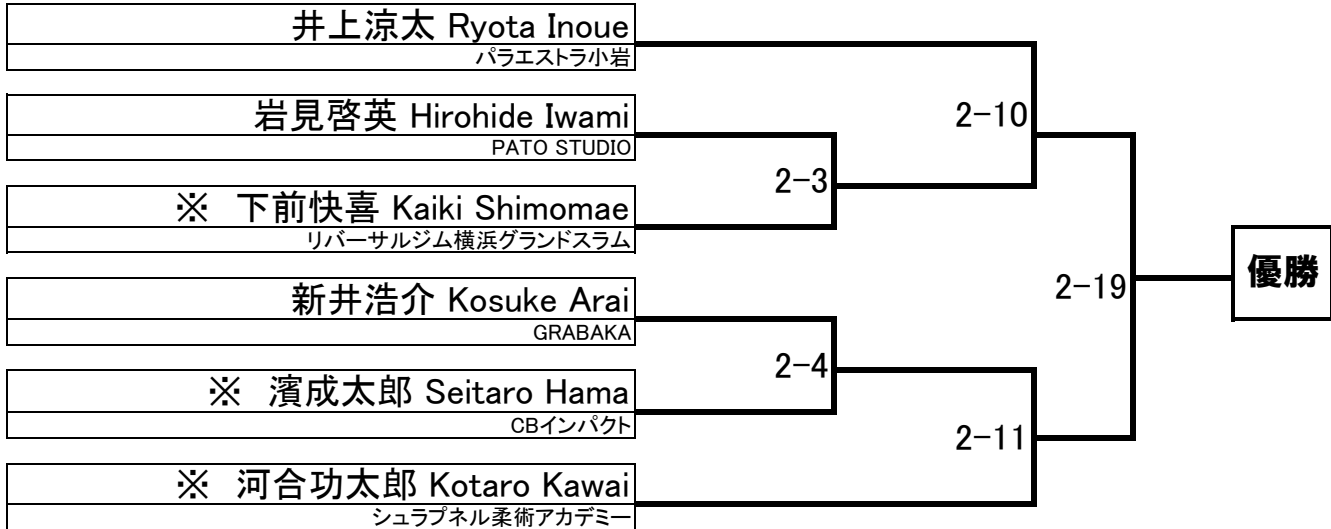 井上涼太 Ryota Inoue
パラエストラ小岩
岩見啓英 Hirohide Iwami
PATO STUDIO
2-10
2-3
※ 下前快喜 Kaiki Shimomae
リバーサルジム横浜グランドスラム
優勝
2-19
新井浩介 Kosuke Arai
GRABAKA
2-4
※ 濱成太郎 Seitaro Hama
CBインパクト
2-11
※ 河合功太郎 Kotaro Kawai
シュラプネル柔術アカデミー